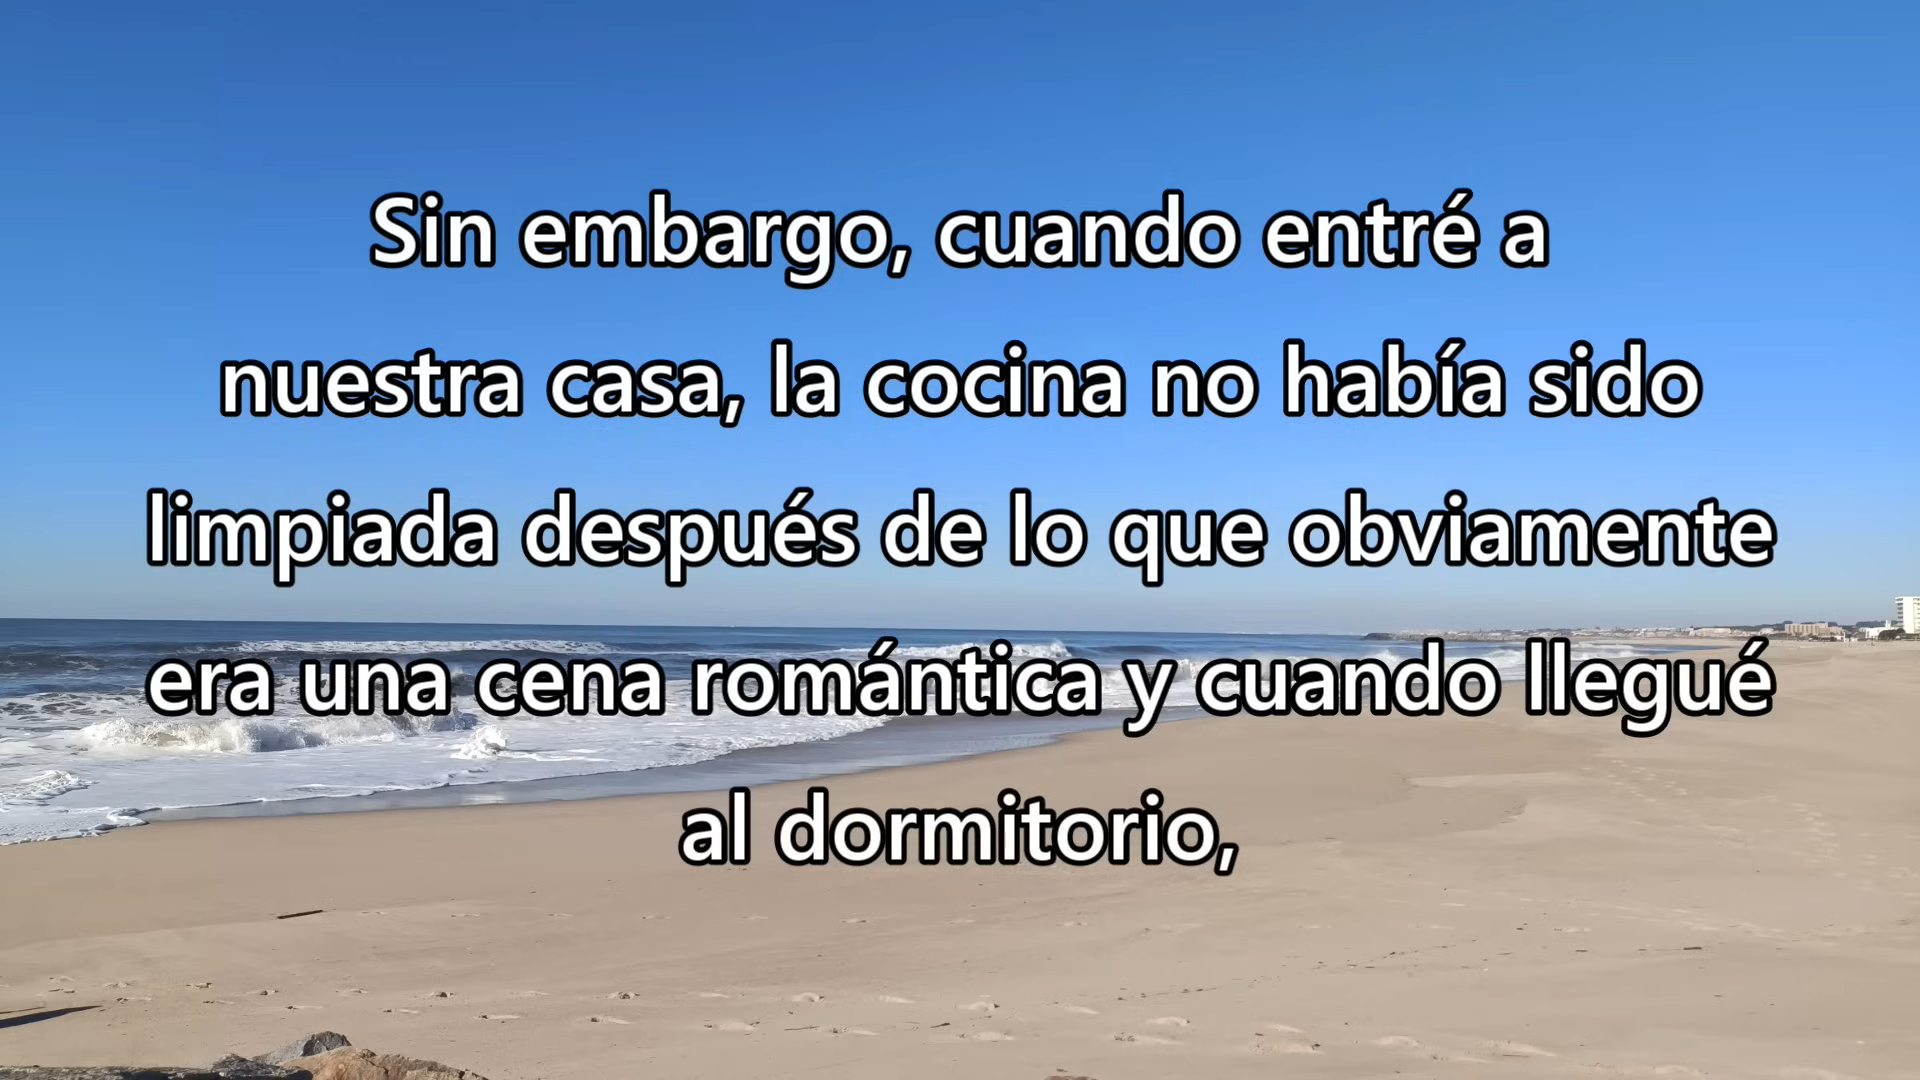 Sin embargo, cuando entré a
nuestra casa, la cocina no había sido
limpiada después de lo que obviamente
era una cena romántica y cuando llegué
al dormitorio,